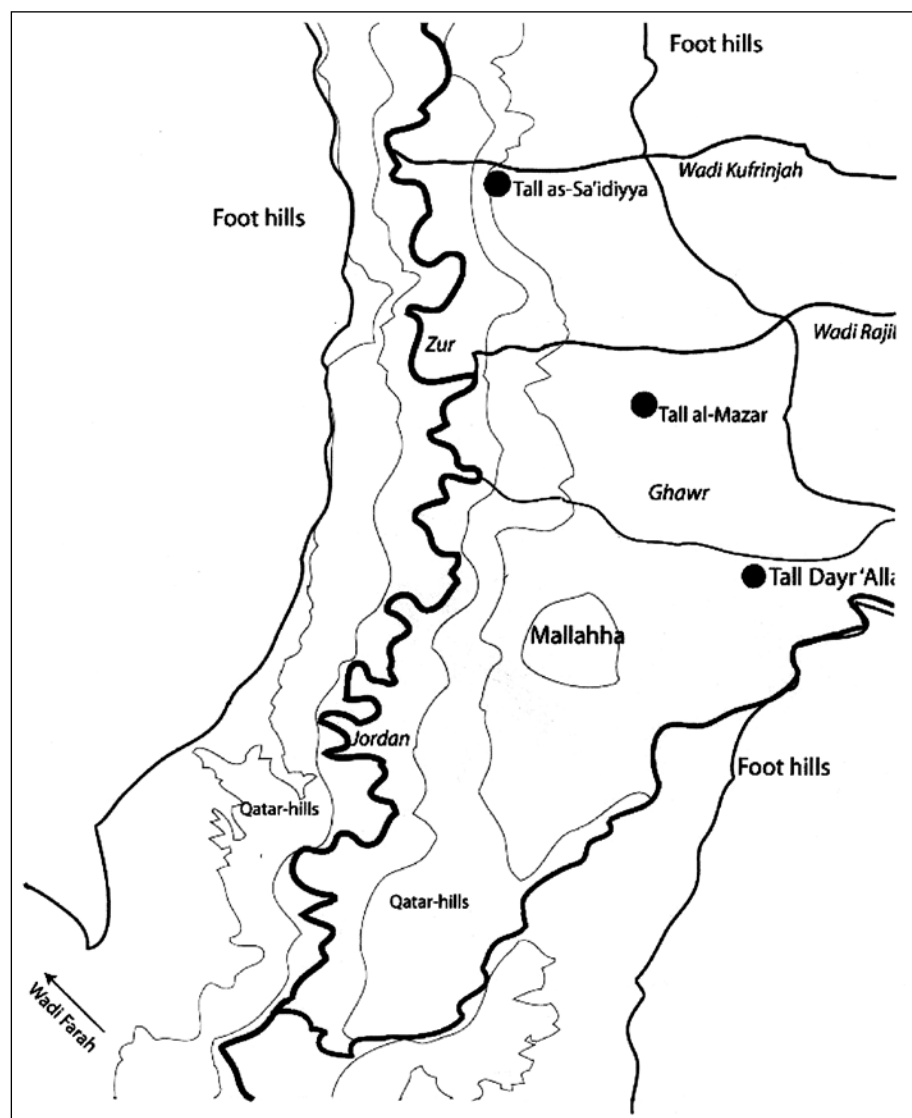 Foot hills
Wadi Kufrinjah
Tall as-Sa'idiyya
Foot hills
Wadi Rajil
Zur
Tall al-Mazar
Ghawr
Tall Dayr 'Alla
Mallahha
Jordan
Foot hills
Qatar-hills
Qatar-hills
Wadi Farah